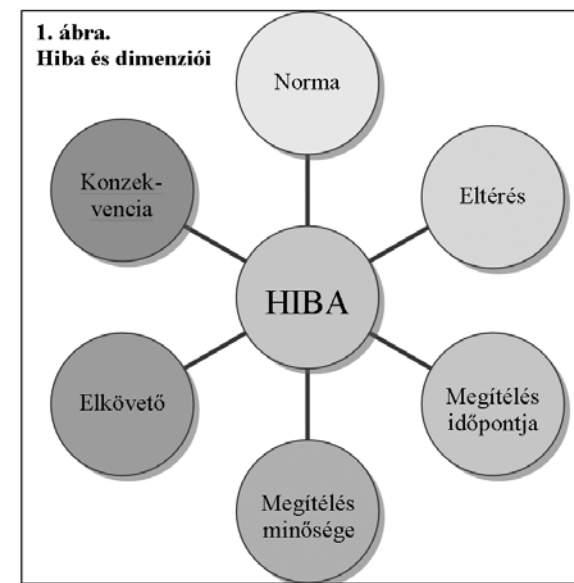 1. ábra.
Hiba és dimenziói
Norma
Eltérés
Megítélés
időpontja
Megítélés
minősége
Elkövető
Konzek-
vencia
HIBA